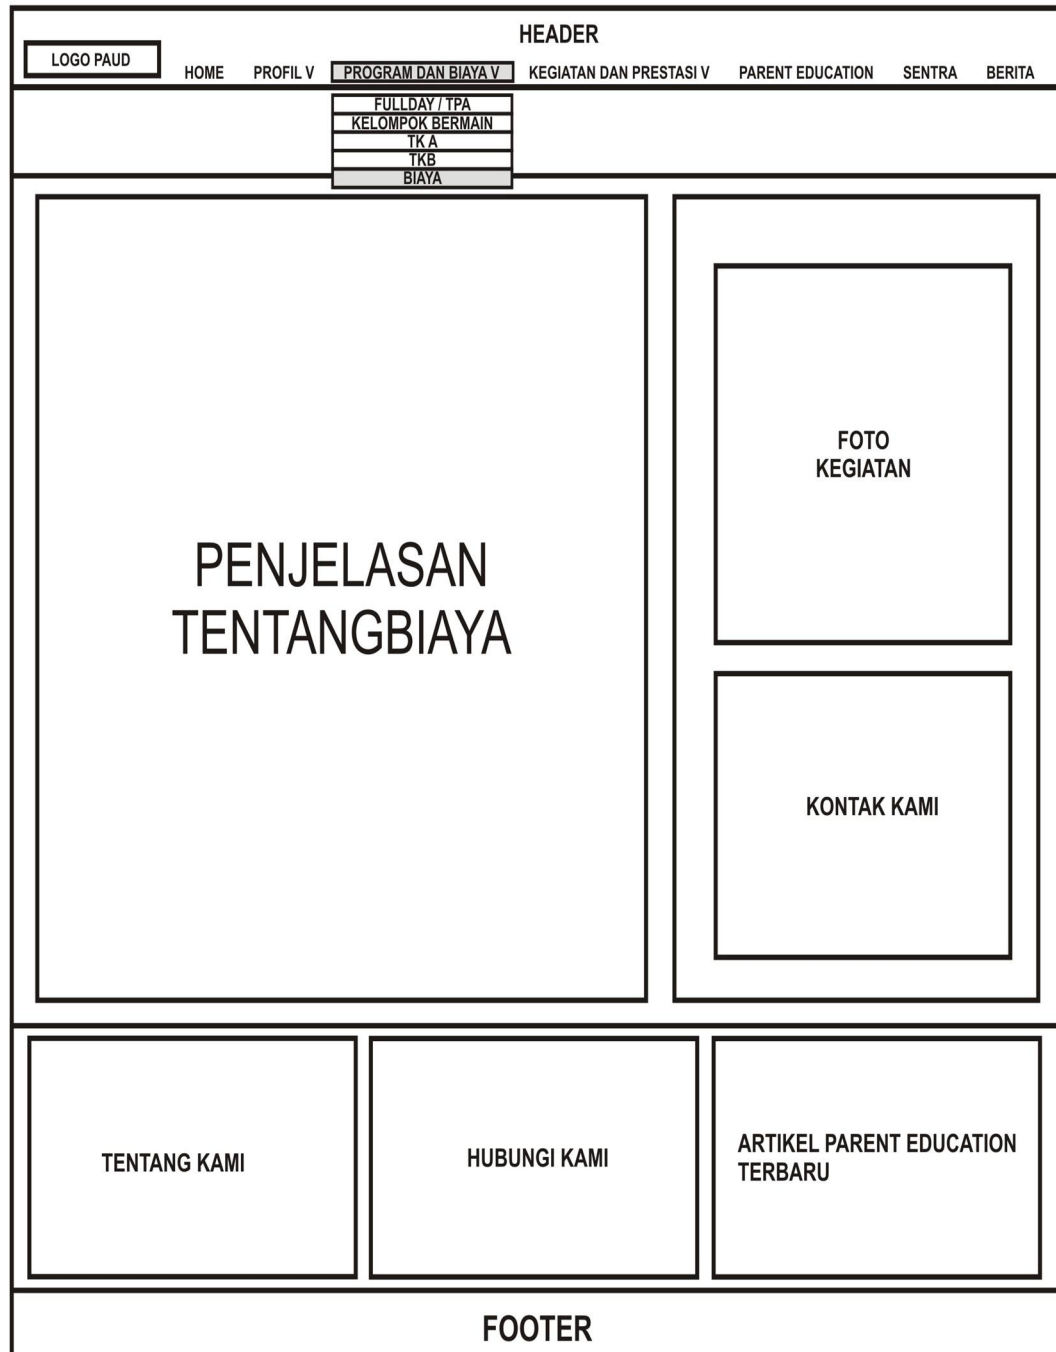 HEADER
LOGO PAUD
HOME PROFIL V PROGRAM DAN BIAYA V KEGIATAN DAN PRESTASI V PARENT EDUCATION SENTRA BERITA
FULLDAY / TPA
KELOMPOK BERMAIN
TK A
TKB
BIAYA
PENJELASAN
TENTANGBIAYA
FOTO
KEGIATAN
KONTAK KAMI
TENTANG KAMI
HUBUNGI KAMI
ARTIKEL PARENT EDUCATION
TERBARU
FOOTER